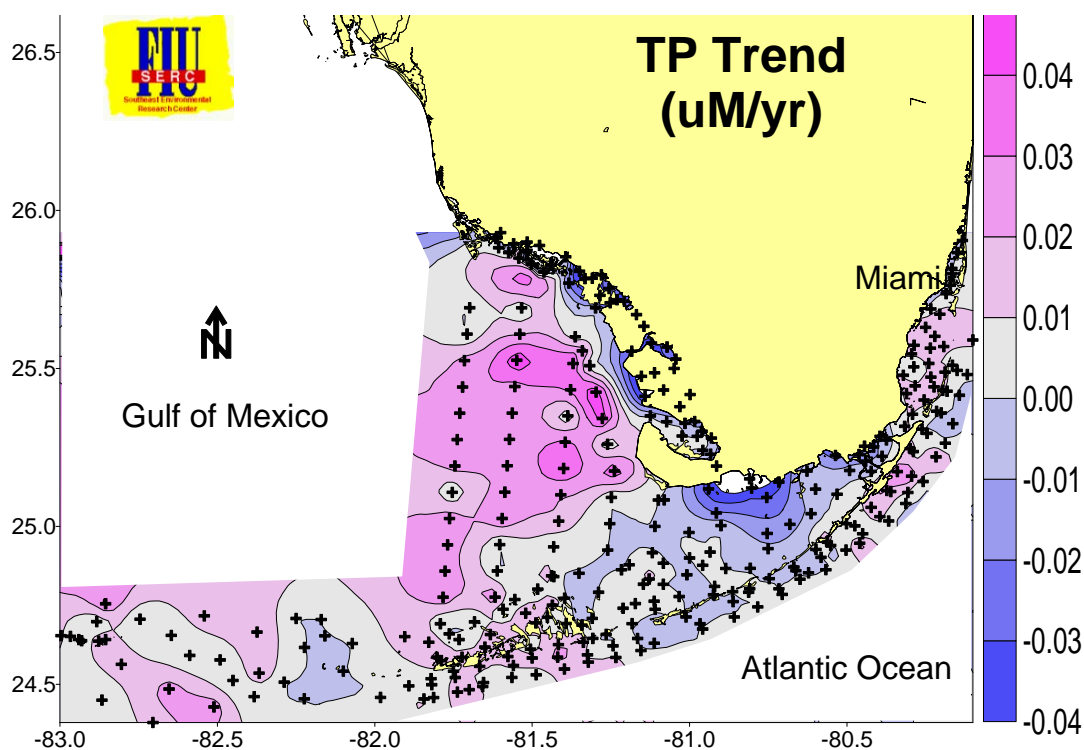 FIU
SERC
Southeast Environmental
Research Center
TP Trend
(uM/yr)
Miami
N
Gulf of Mexico
Atlantic Ocean
26.5
26.0
25.5
25.0
24.5
-83.0 -82.5 -82.0 -81.5 -81.0 -80.5
0.04
0.03
0.02
0.01
0.00
-0.01
-0.02
-0.03
-0.04